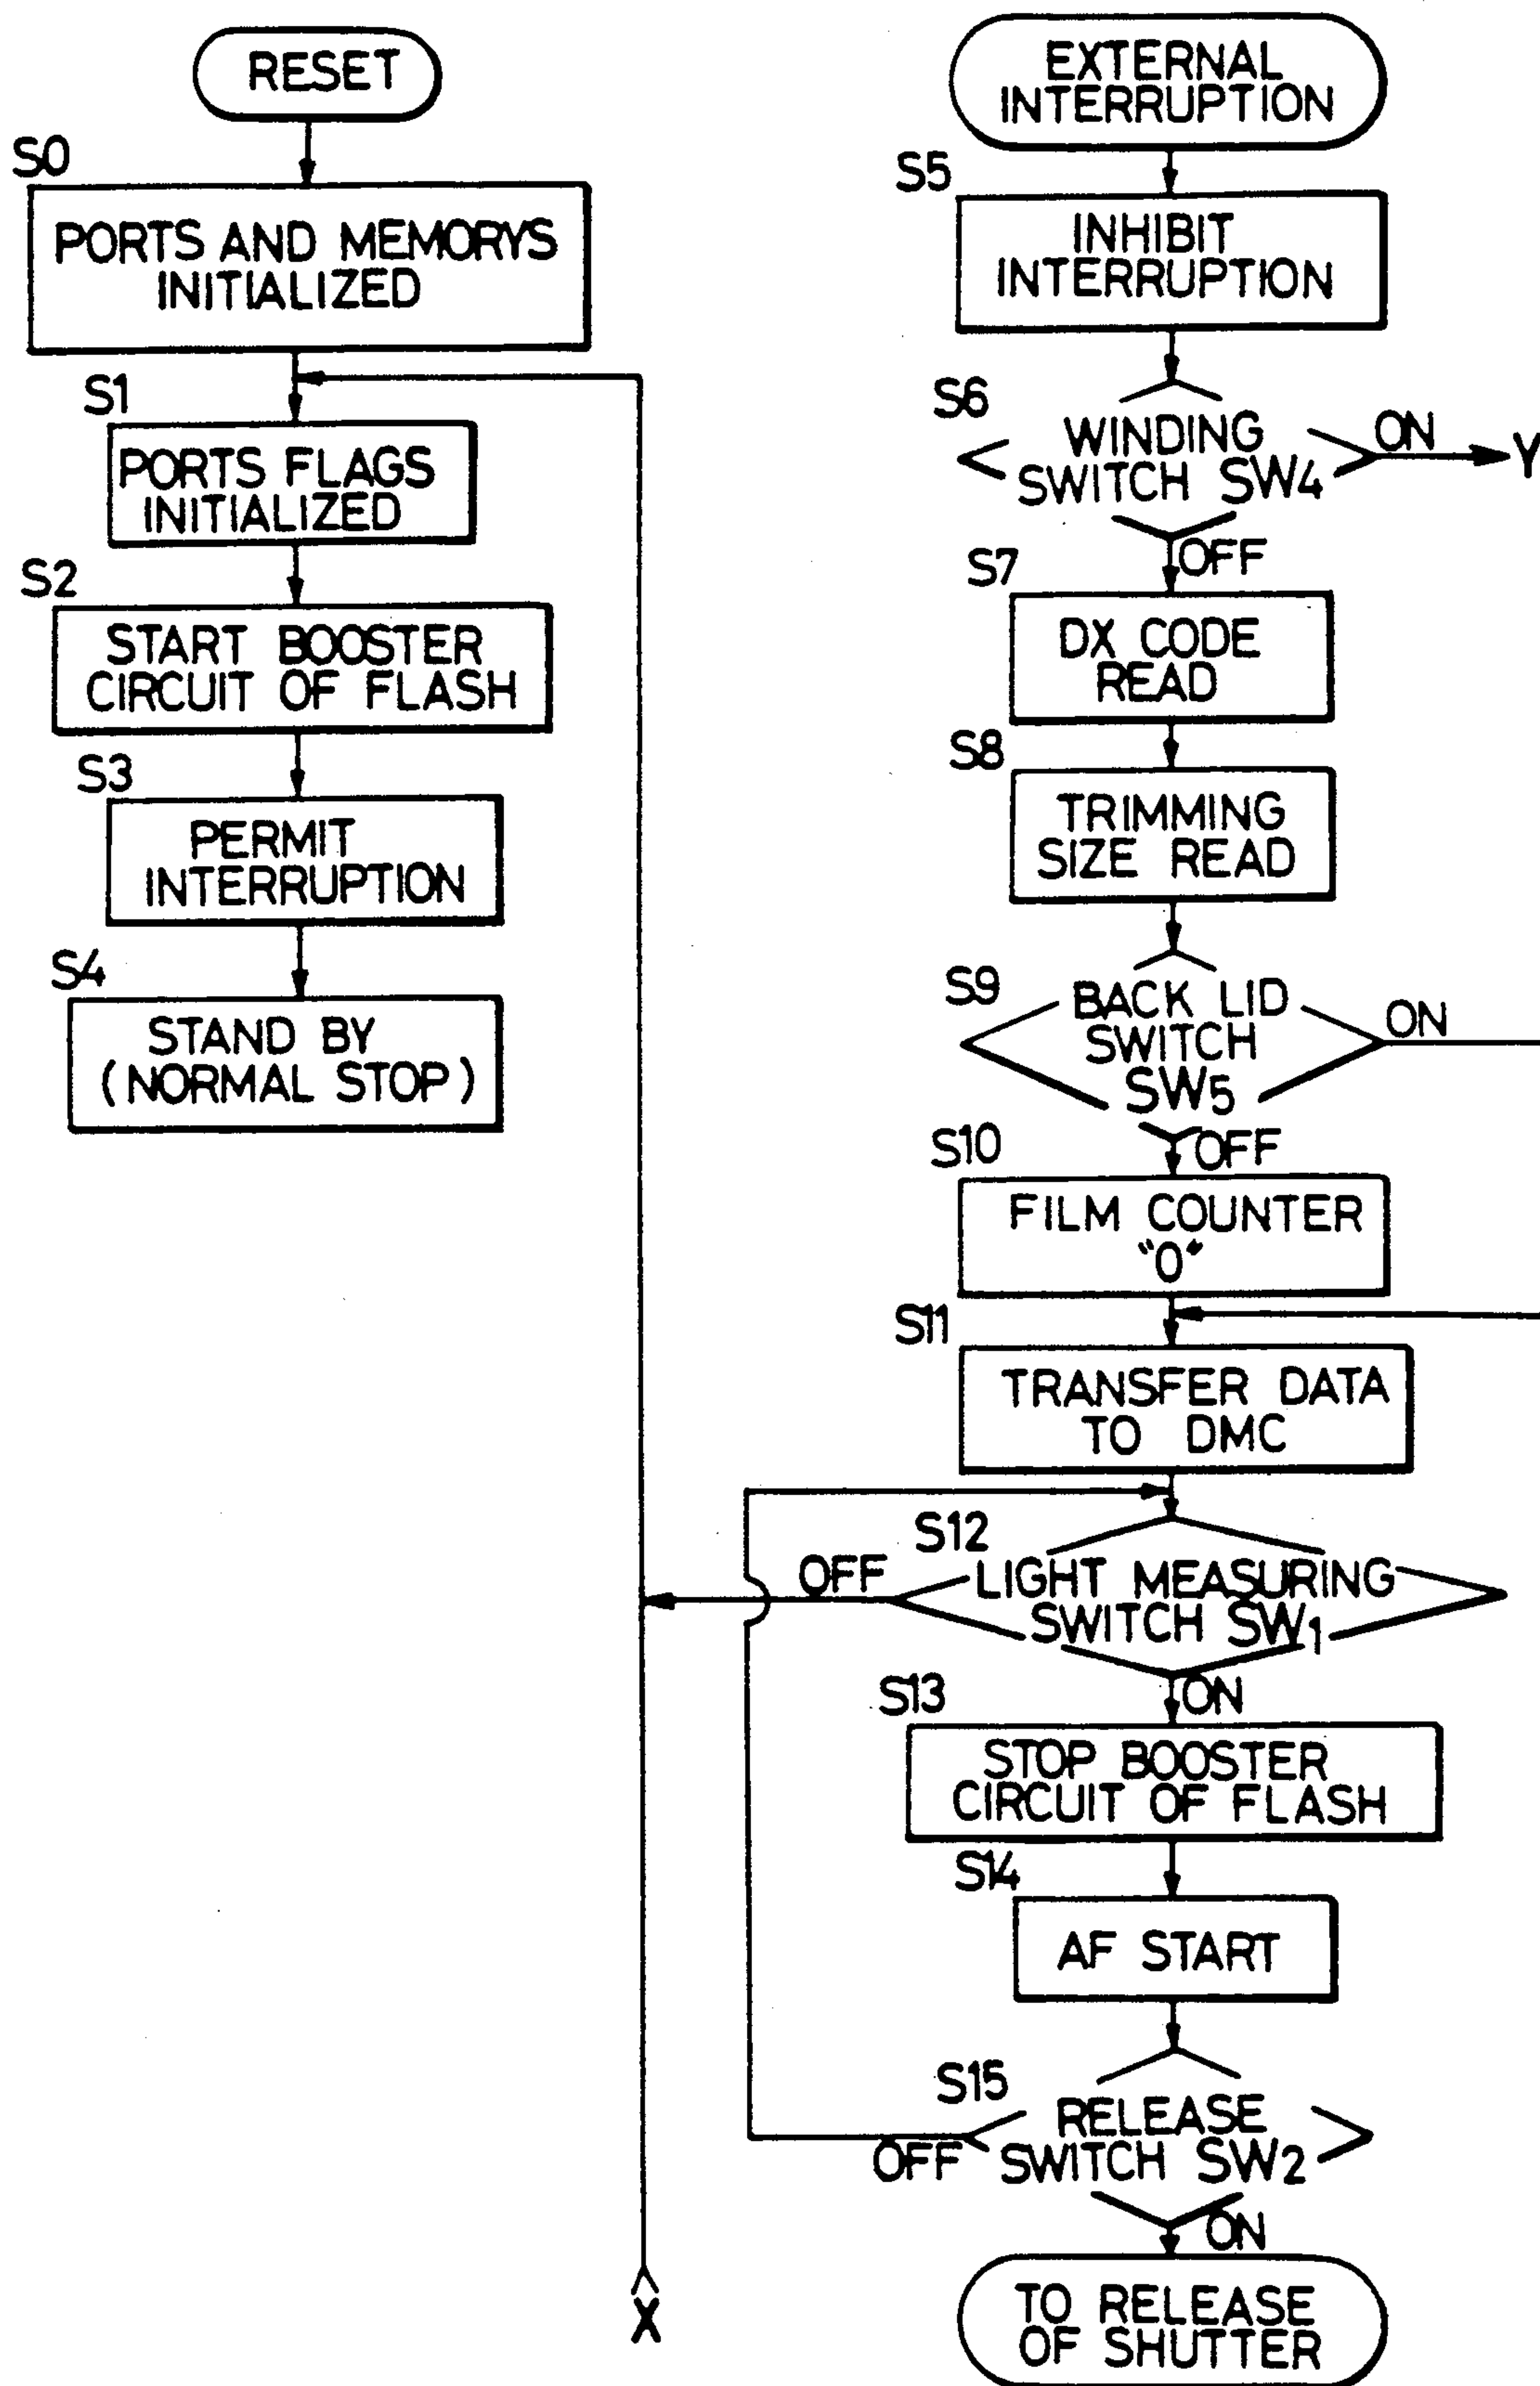 RESET
S0
PORTS AND MEMORYS
INITIALIZED
S1
PORTS FLAGS
INITIALIZED
S2
START BOOSTER
CIRCUIT OF FLASH
S3
PERMIT
INTERRUPTION
S4
STAND BY
(NORMAL STOP)
X
EXTERNAL
INTERRUPTION
S5
INHIBIT
INTERRUPTION
S6
WINDING
SWITCH SW4
ON
Y
OFF
S7
DX CODE
READ
S8
TRIMMING
SIZE READ
S9
BACK LID
SWITCH
SW5
ON
OFF
S10
FILM COUNTER
"0"
S11
TRANSFER DATA
TO DMC
S12
LIGHT MEASURING
SWITCH SW1
OFF
ON
S13
STOP BOOSTER
CIRCUIT OF FLASH
S14
AF START
S15
RELEASE
SWITCH SW2
OFF
ON
TO RELEASE
OF SHUTTER